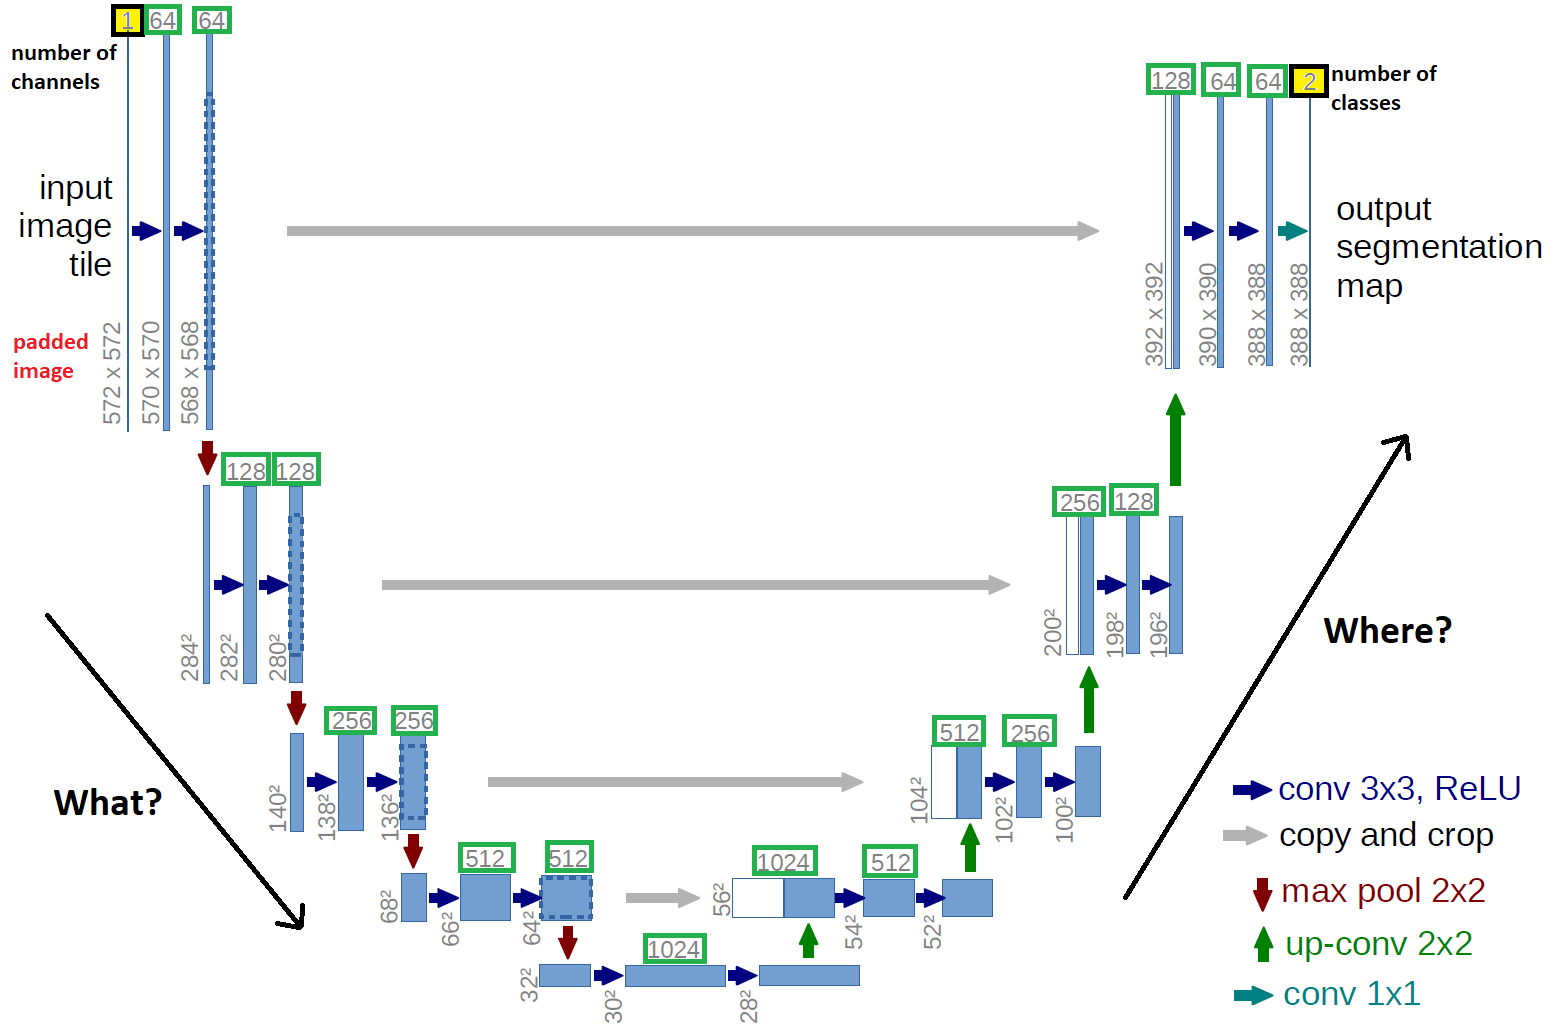 1
64
64
number of
channels
input
image
tile
padded
image
572 x 572
570 x 570
568 x 568
128
64
64
2
number of
classes
output
segmentation
map
392 x 392
390 x 390
388 x 388
388 x 388
128
128
284²
282²
280²
256
128
200²
198²
196²
Where?
What?
256
256
140²
138²
136²
512
256
104²
102²
100²
512
512
68²
66²
64²
1024
512
56²
54²
52²
1024
32²
30²
28²
conv 3x3, ReLU
copy and crop
max pool 2x2
up-conv 2x2
conv 1x1